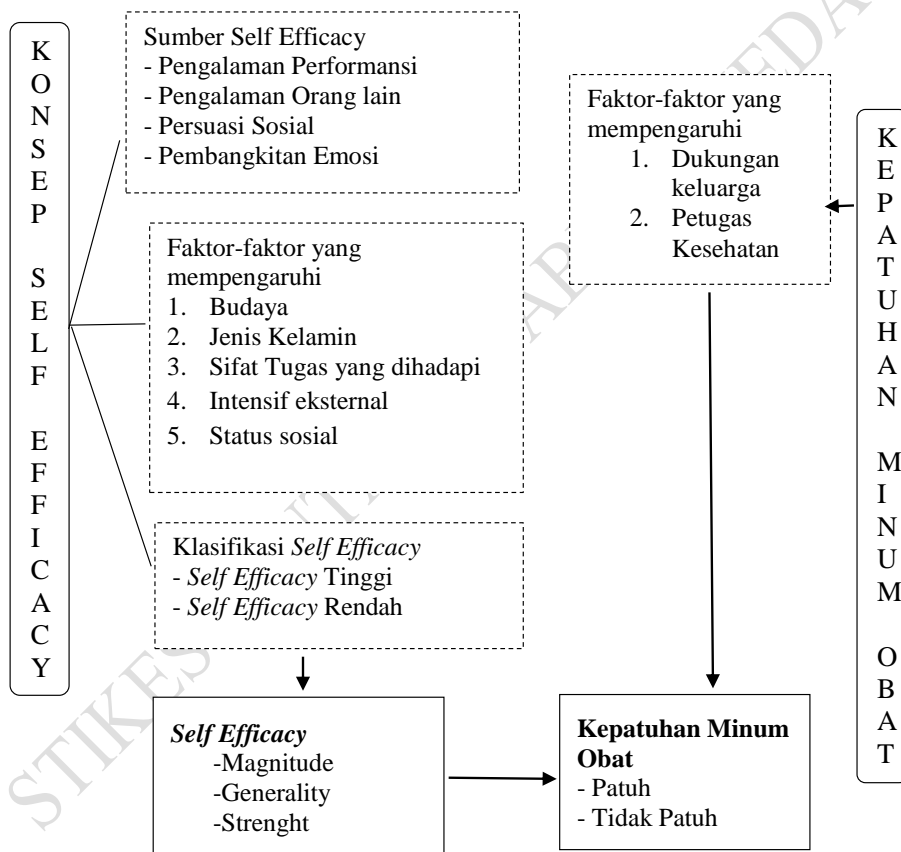 KONSEP SELF EFFICACY
Sumber Self Efficacy
- Pengalaman Performansi
- Pengalaman Orang lain
- Persuasi Sosial
- Pembangkitan Emosi
Faktor-faktor yang
mempengaruhi
1. Budaya
2. Jenis Kelamin
3. Sifat Tugas yang dihadapi
4. Intensif eksternal
5. Status sosial
Klasifikasi Self Efficacy
- Self Efficacy Tinggi
- Self Efficacy Rendah
Self Efficacy
-Magnitude
-Generality
-Strenght
Faktor-faktor yang
mempengaruhi
1. Dukungan
keluarga
2. Petugas
Kesehatan
Kepatuhan Minum
Obat
- Patuh
- Tidak Patuh
KEPATUHAN MINUM OBAT
STIKES